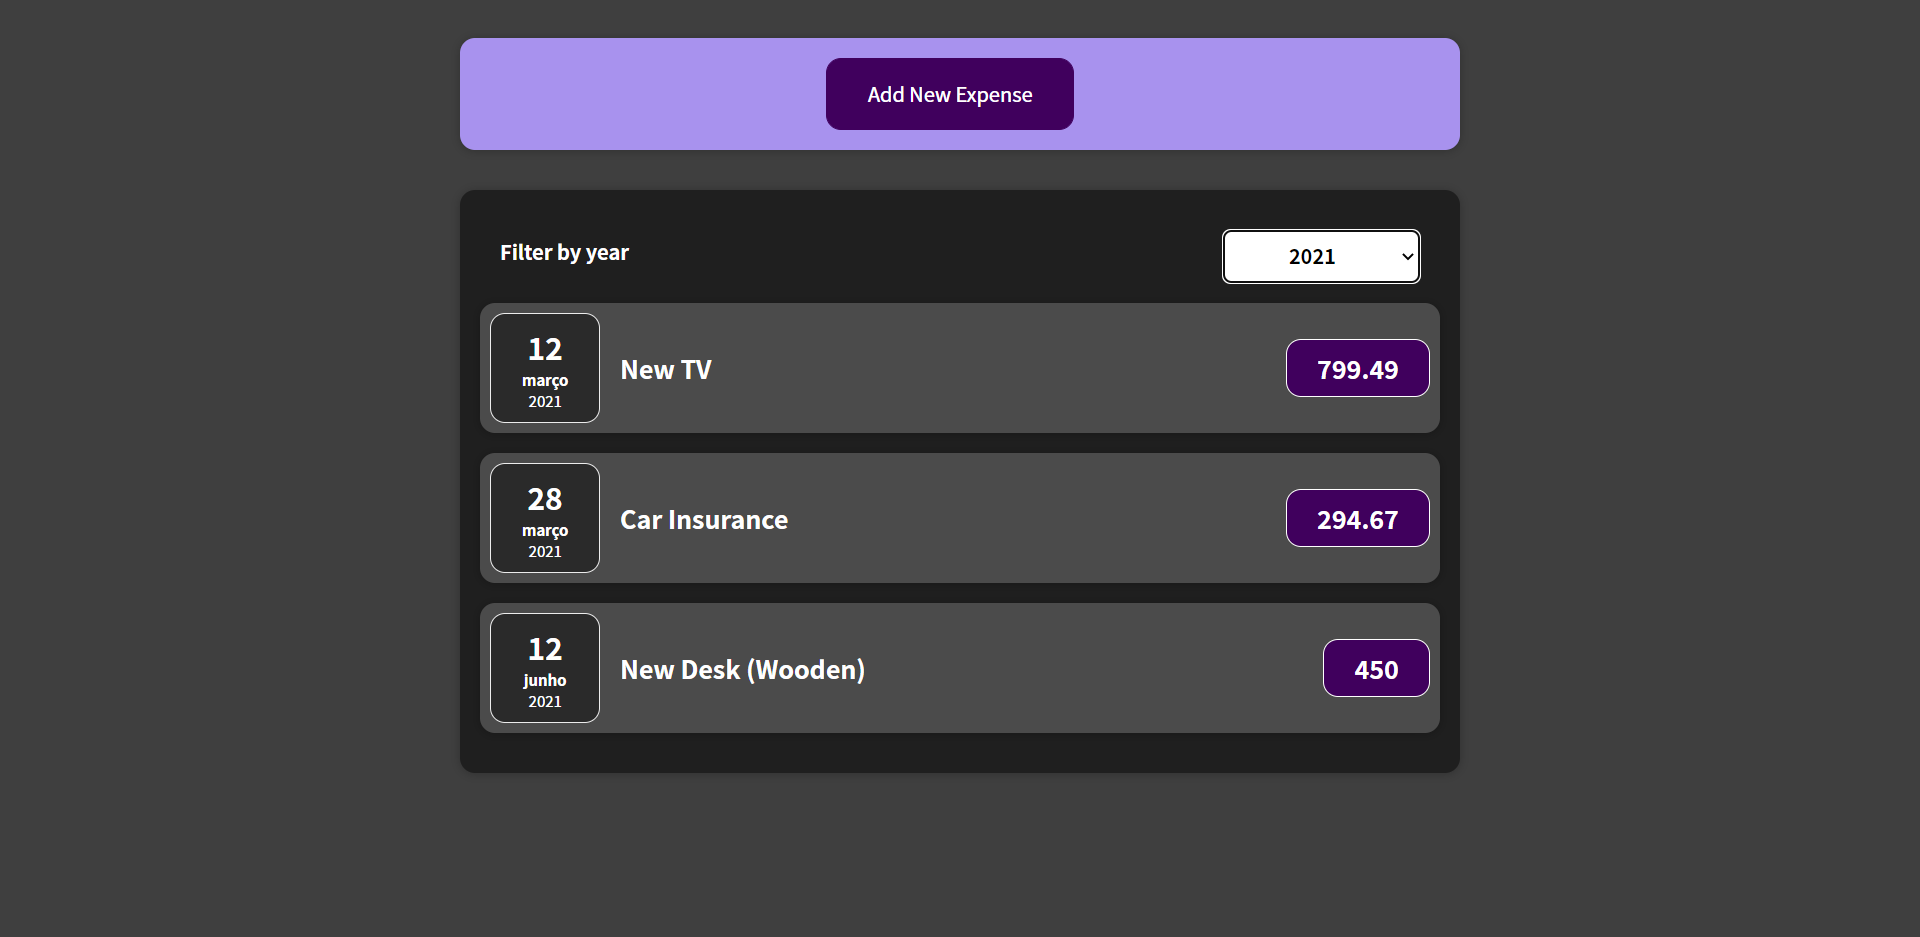 Add New Expense
Filter by year
2021
12
março
2021
New TV
799.49
28
março
2021
Car Insurance
294.67
12
junho
2021
New Desk (Wooden)
450